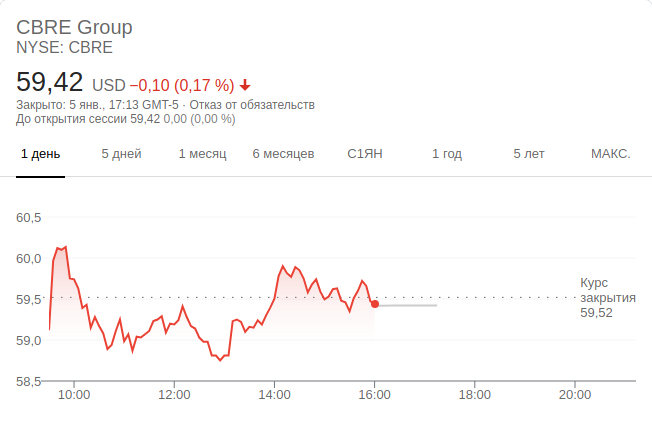 CBRE Group
NYSE: CBRE
59,42 USD −0,10 (0,17 %)
Закрыто: 5 янв., 17:13 GMT-5 · Отказ от обязательств
До открытия сессии 59,42 0,00 (0,00 %)
1 день 5 дней 1 месяц 6 месяцев С1ЯН 1 год 5 лет МАКС.
60,5
60,0
59,5
59,0
58,5
Курс
закрытия
59,52
10:00 12:00 14:00 16:00 18:00 20:00